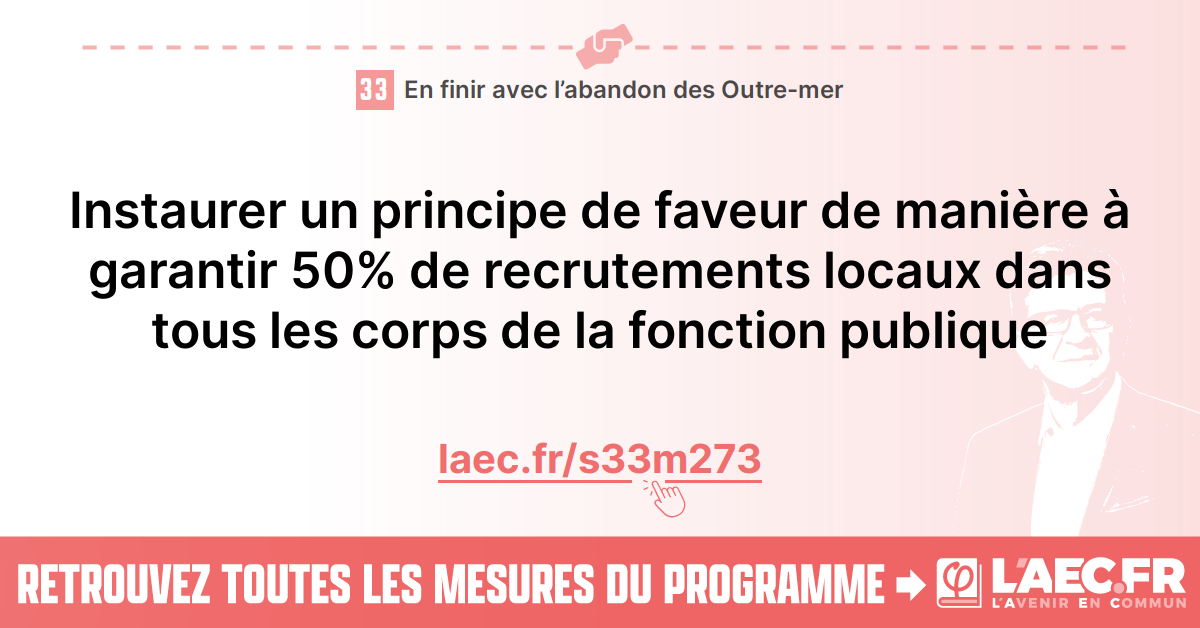 33 En finir avec l’abandon des Outre-mer
Instaurer un principe de faveur de manière à
garantir 50% de recrutements locaux dans
tous les corps de la fonction publique
laec.fr/s33m273
RETROUVEZ TOUTES LES MESURES DU PROGRAMME
φ L'AEC.FR
L'AVENIR EN COMMUN